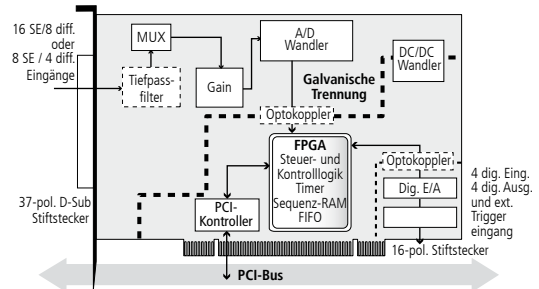 16 SE/8 diff.
oder
8 SE / 4 diff.
Eingänge
37-pol. D-Sub
Stiftstecker
MUX
Tiefpass-
filter
Gain
A/D
Wandler
DC/DC
Wandler
Galvanische
Trennung
Optokoppler
FPGA
Steuer- und
Kontrolllogik
Timer
Sequenz-RAM
FIFO
PCI-
Kontroller
Optokoppler
Dig. E/A
4 dig. Eing.
4 dig. Ausg.
und ext.
Trigger
eingang
16-pol. Stiftstecker
PCI-Bus